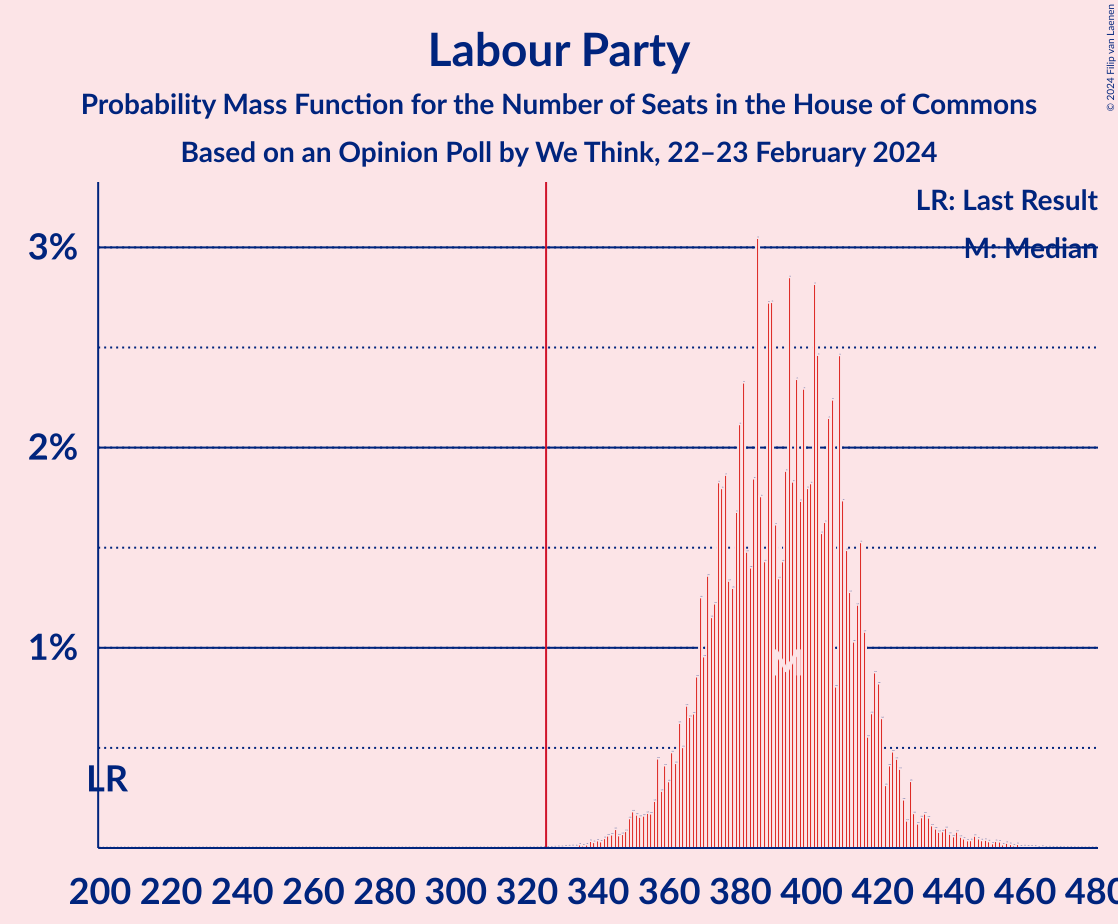 Labour Party
Probability Mass Function for the Number of Seats in the House of Commons
Based on an Opinion Poll by We Think, 22–23 February 2024
© 2024 Filip van Laenen
LR: Last Result
M: Median
3%
2%
1%
LR
M
200 220 240 260 280 300 320 340 360 380 400 420 440 460 480